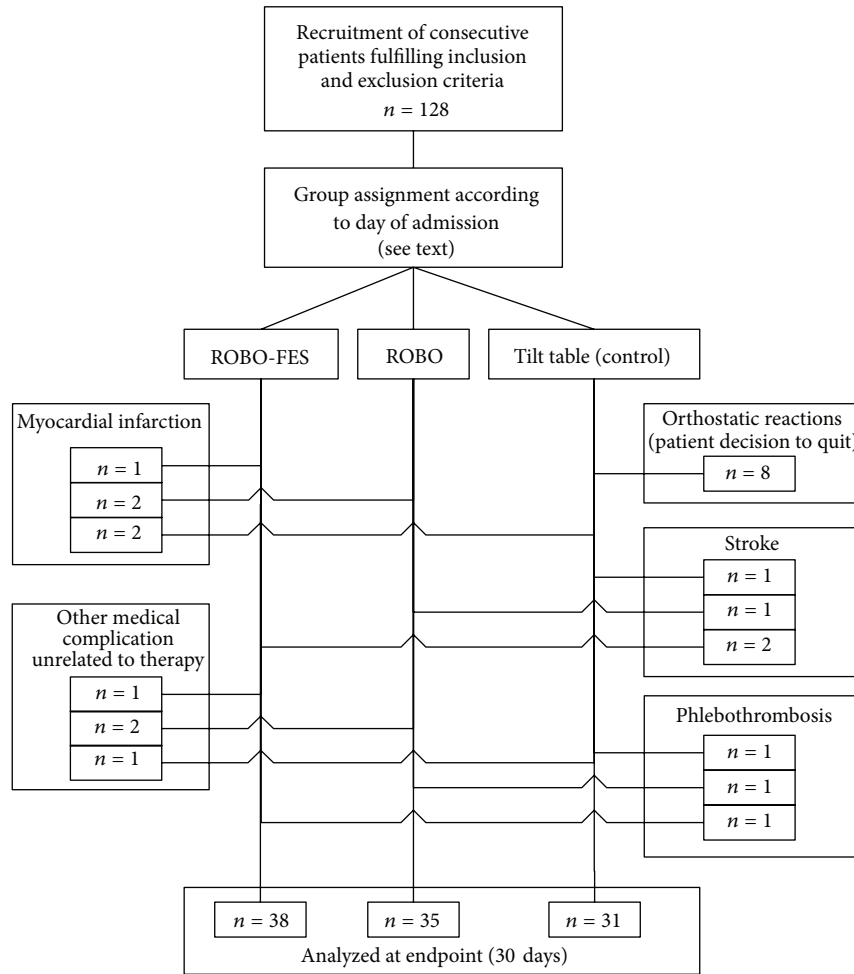 Recruitment of consecutive
patients fulfilling inclusion
and exclusion criteria
n = 128
Group assignment according
to day of admission
(see text)
ROBO-FES
ROBO
Tilt table (control)
Myocardial infarction
n = 1
n = 2
n = 2
Orthostatic reactions
(patient decision to quit)
n = 8
Stroke
n = 1
n = 1
n = 2
Other medical
complication
unrelated to therapy
n = 1
n = 2
n = 1
Phlebothrombosis
n = 1
n = 1
n = 1
n = 38
n = 35
n = 31
Analyzed at endpoint (30 days)